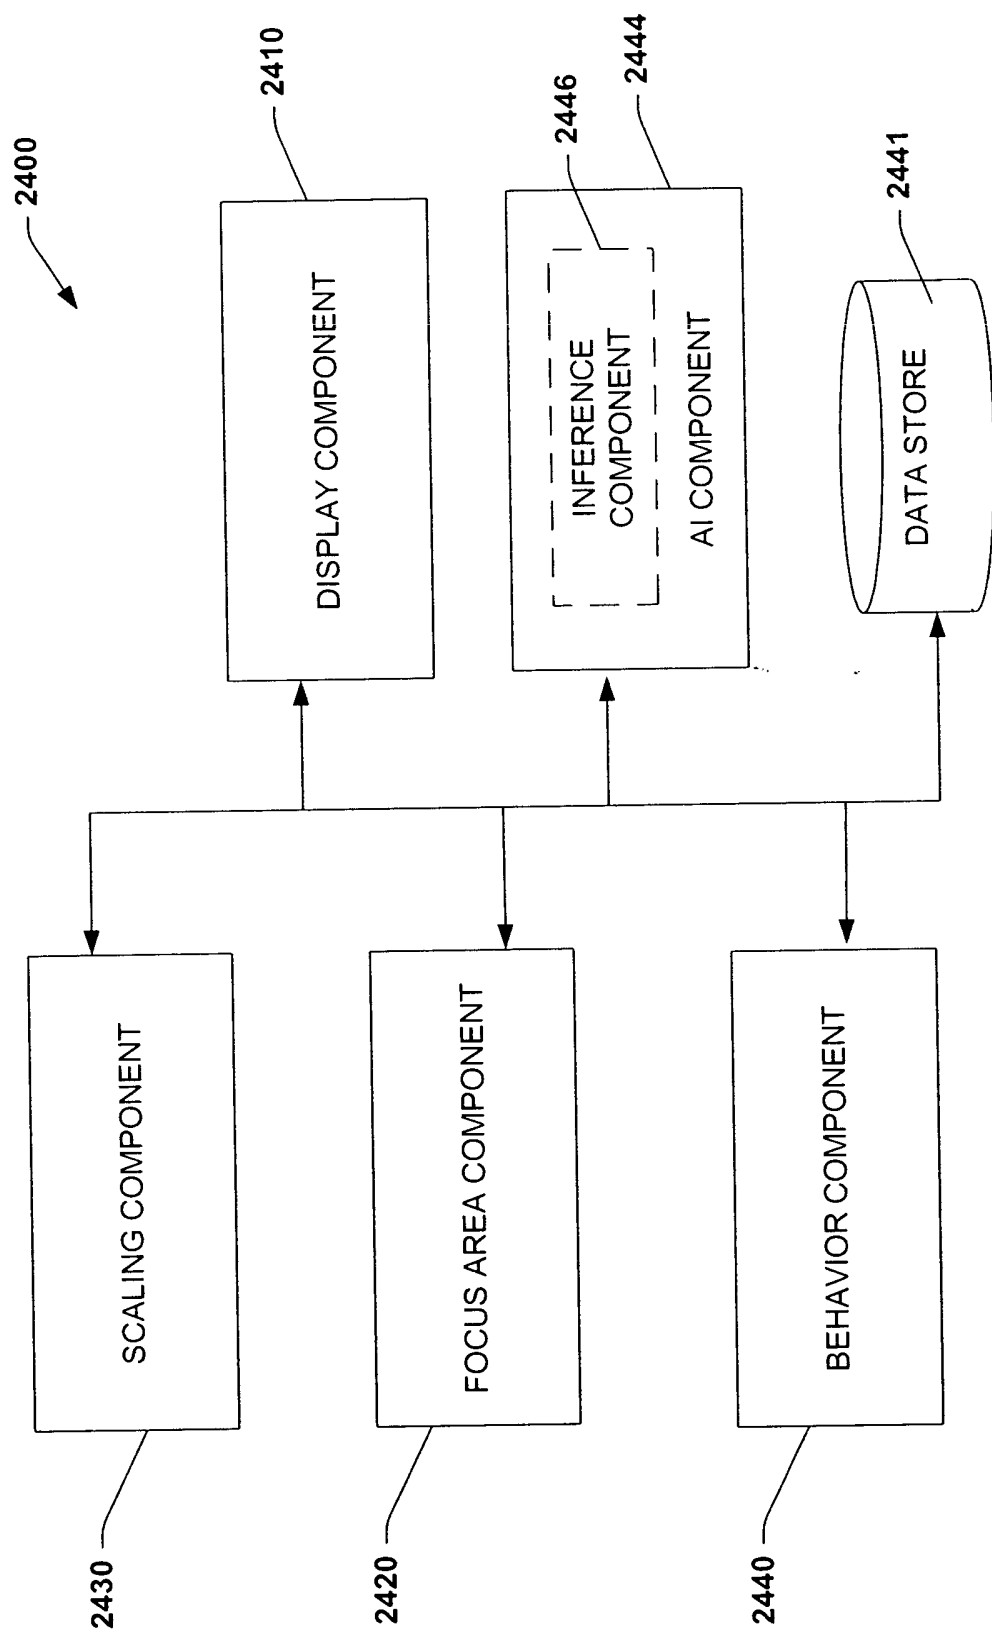 2400
2430
SCALING COMPONENT
DISPLAY COMPONENT
2410
2420
FOCUS AREA COMPONENT
INFERENCE
COMPONENT
AI COMPONENT
2446
2444
2440
BEHAVIOR COMPONENT
DATA STORE
2441